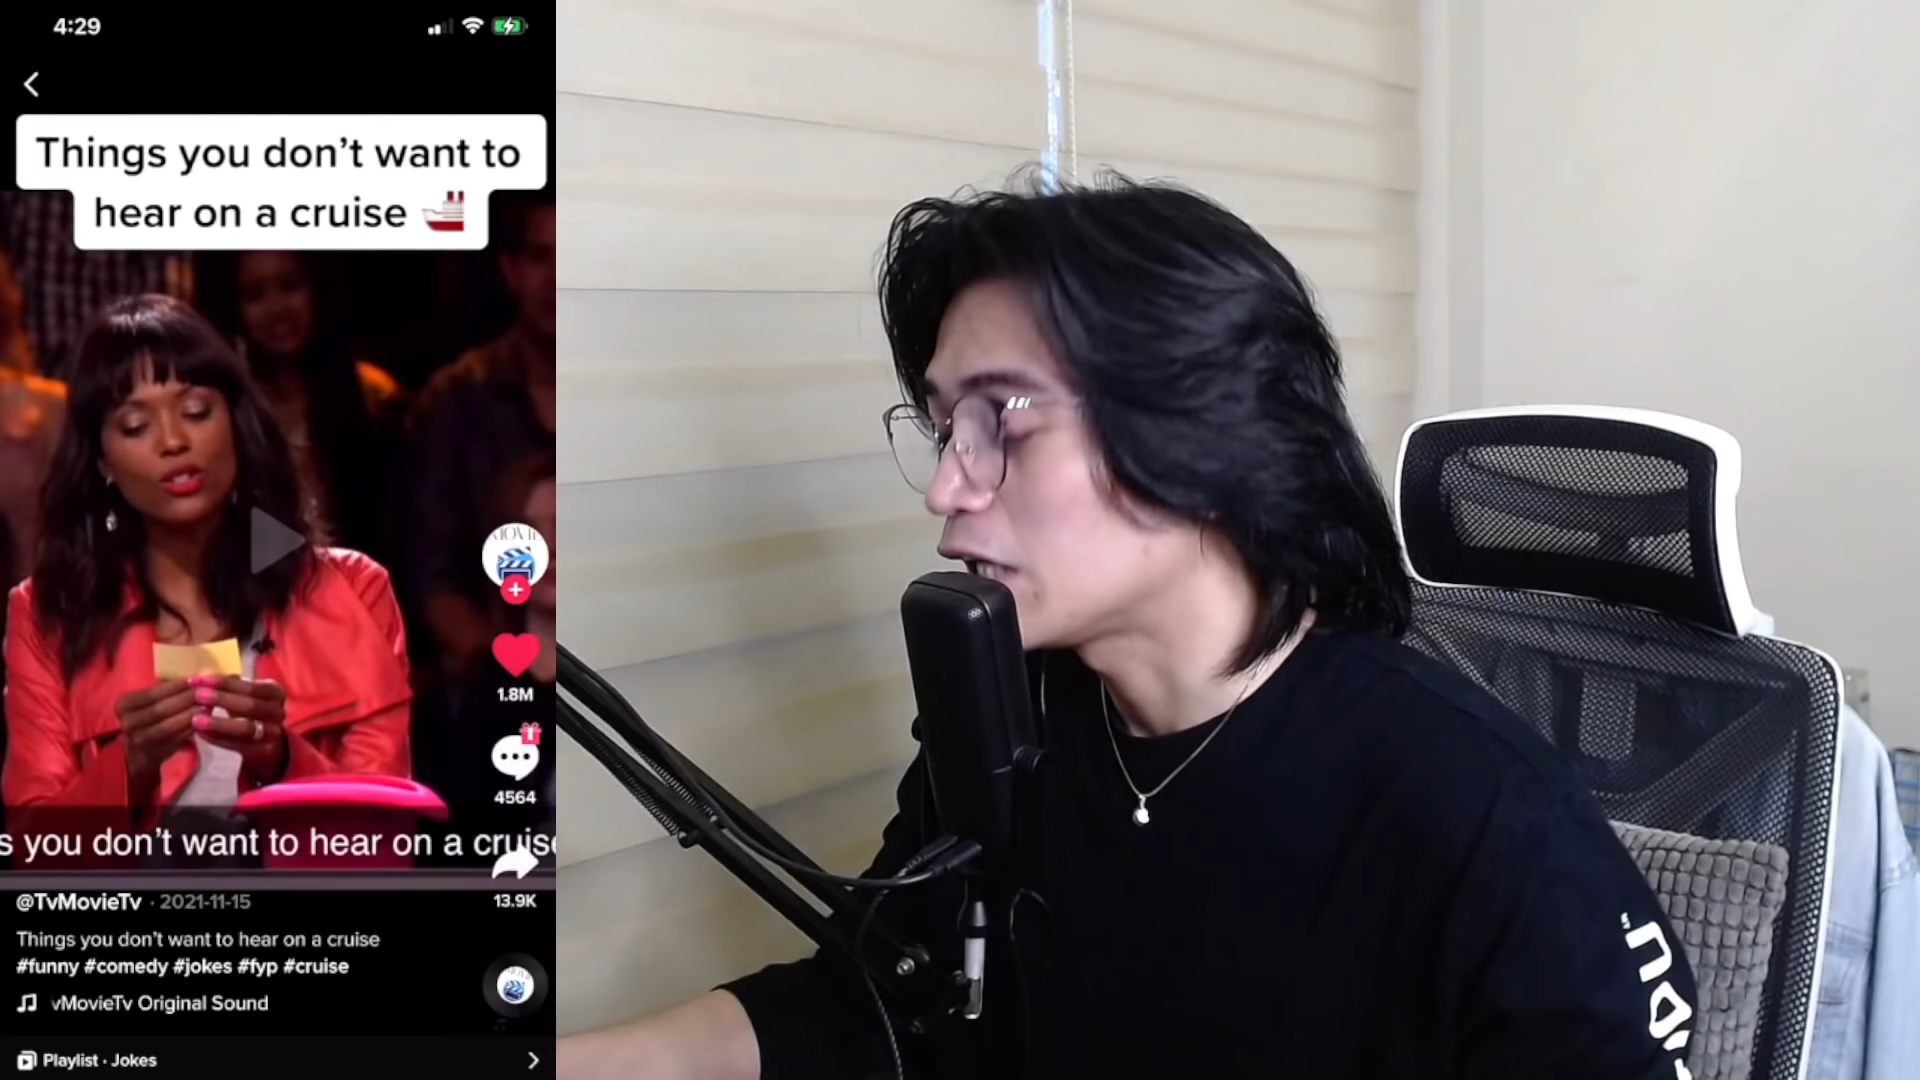 4:29
Things you don't want to
hear on a cruise
MOVIE
1.8M
4564
s you don't want to hear on a cruise
@TvMovieTv · 2021-11-15
13.9K
Things you don't want to hear on a cruise
#funny #comedy #jokes #fyp #cruise
vMovieTv Original Sound
Playlist · Jokes